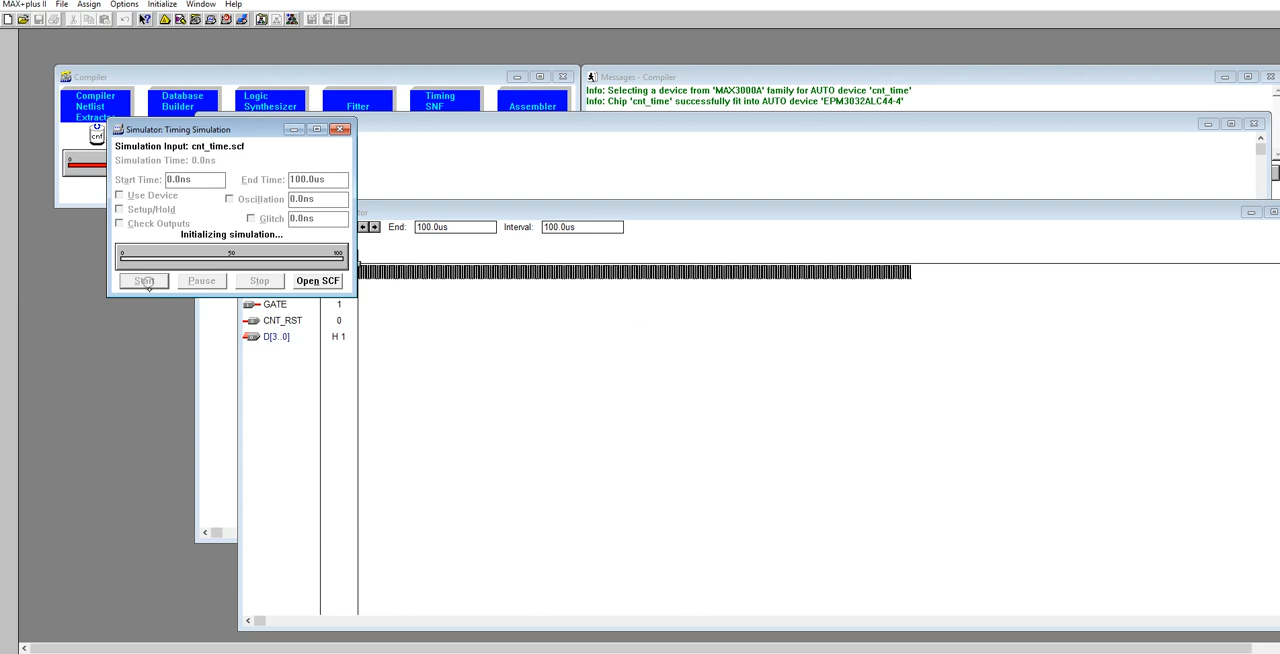 MAX+plus II File Assign Options Initialize Window Help
Compiler
Compiler Netlist Extractor
Database Builder
Logic Synthesizer
Fitter
Timing SNF
Assembler
cnf
0
Messages - Compiler
Info: Selecting a device from 'MAX3000A' family for AUTO device 'cnt_time'
Info: Chip 'cnt_time' successfully fit into AUTO device 'EPM3032ALC44-4'
Simulator: Timing Simulation
Simulation Input: cnt_time.scf
Simulation Time: 0.0ns
Start Time: 0.0ns End Time: 100.0us
Use Device
Oscillation 0.0ns
Setup/Hold
Glitch 0.0ns
Check Outputs
Initializing simulation...
0 50 100
Start Pause Stop Open SCF
End: 100.0us Interval: 100.0us
GATE 1
CNT_RST 0
D[3..0] H 1